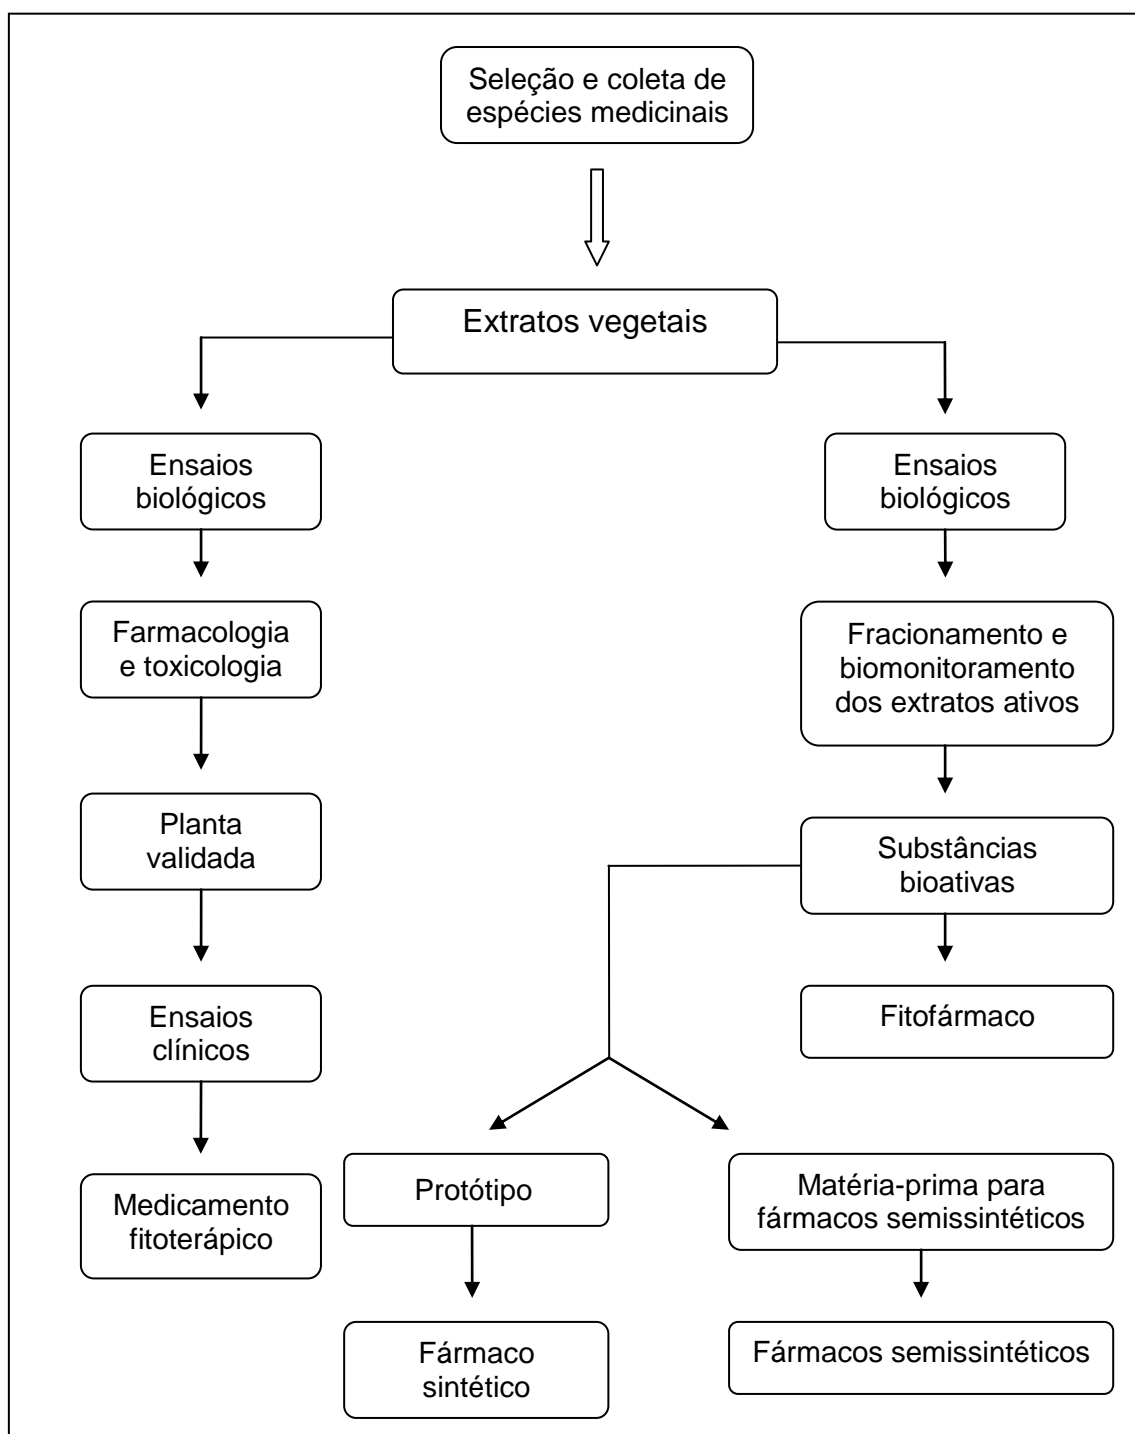 Seleção e coleta de
espécies medicinais
Extratos vegetais
Ensaios
biológicos
Farmacologia
e toxicologia
Planta
validada
Ensaios
clínicos
Medicamento
fitoterápico
Ensaios
biológicos
Fracionamento e
biomonitoramento
dos extratos ativos
Substâncias
bioativas
Fitofármaco
Protótipo
Fármaco
sintético
Matéria-prima para
fármacos semissintéticos
Fármacos semissintéticos